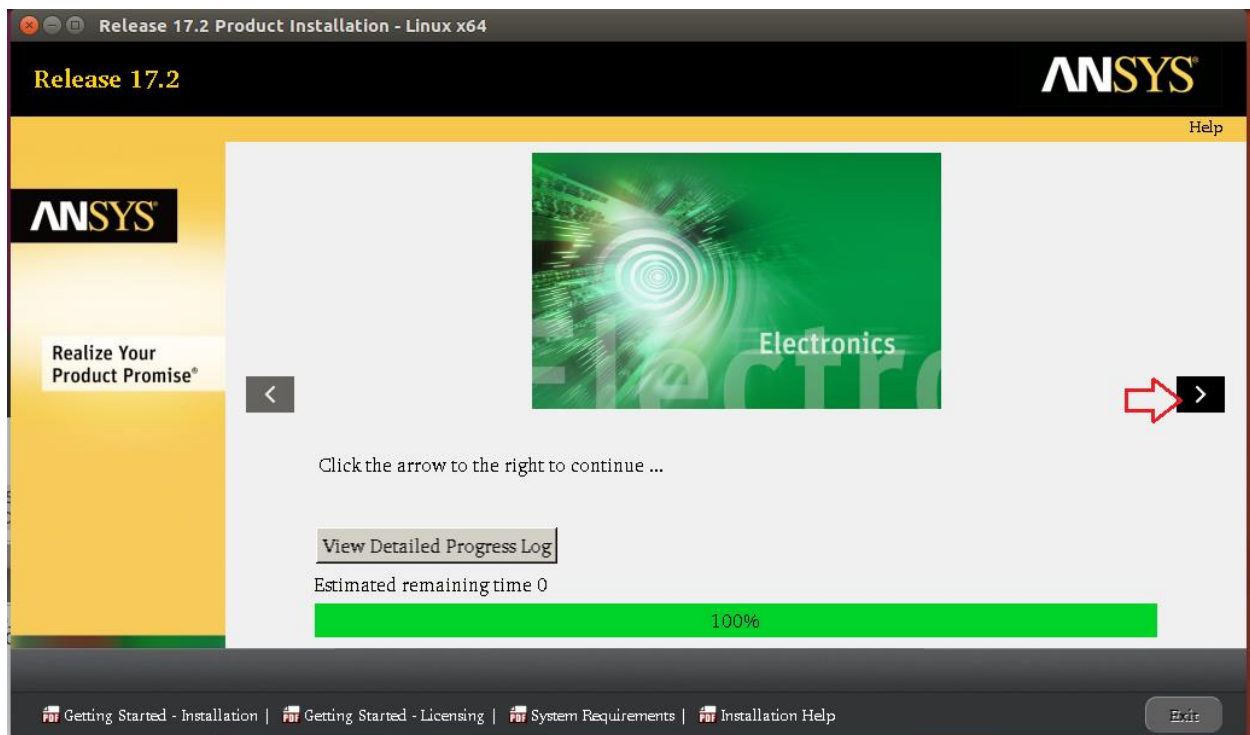 Release 17.2 Product Installation - Linux x64
Release 17.2
ANSYS®
Help
ANSYS®
Realize Your
Product Promise®
Electronics
Electro
Click the arrow to the right to continue ...
View Detailed Progress Log
Estimated remaining time 0
100%
Getting Started - Installation | Getting Started - Licensing | System Requirements | Installation Help
Exit